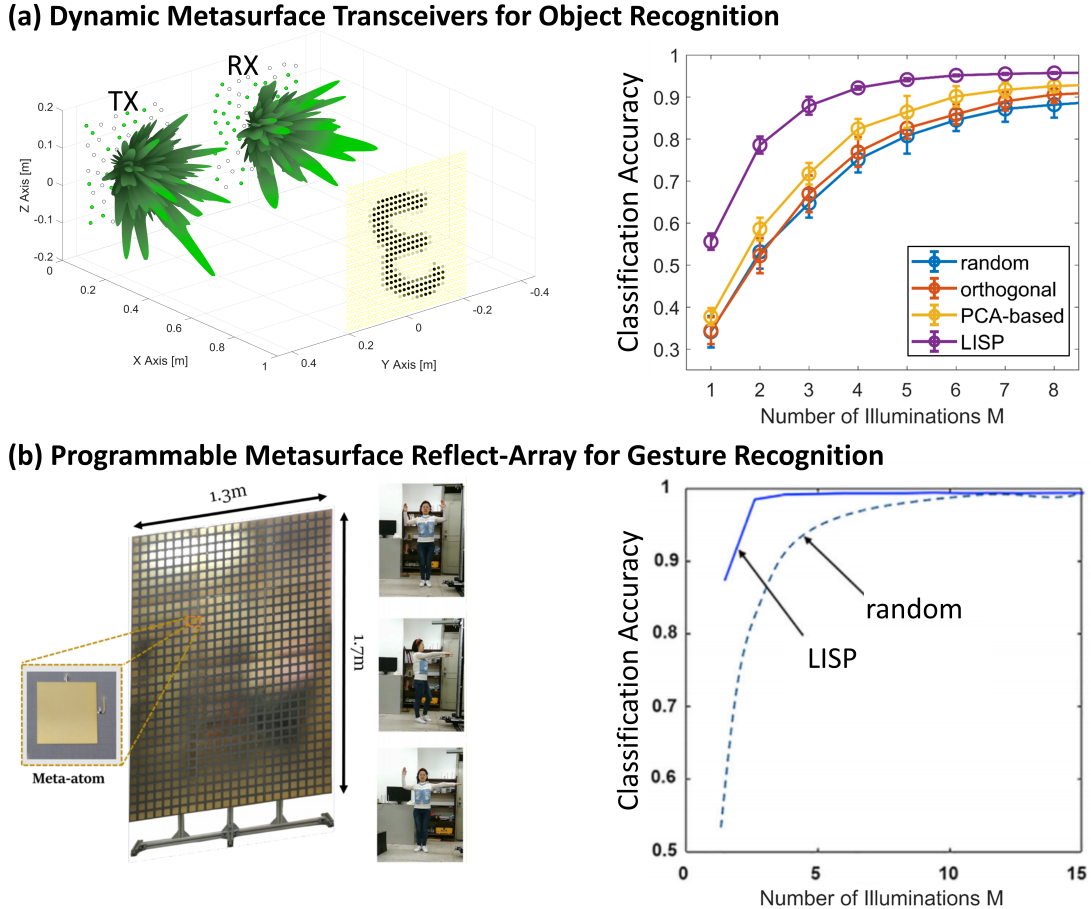 (a) Dynamic Metasurface Transceivers for Object Recognition
TX
RX
0.2
0.1
0
-0.1
-0.2
Z Axis [m]
0
0.2
0.4
0.6
0.8
1
X Axis [m]
0.4
0.2
0
-0.2
-0.4
Y Axis [m]
Classification Accuracy
1
0.9
0.8
0.7
0.6
0.5
0.4
0.3
random
orthogonal
PCA-based
LISP
1 2 3 4 5 6 7 8
Number of Illuminations M
(b) Programmable Metasurface Reflect-Array for Gesture Recognition
1.3m
1.7m
Meta-atom
Classification Accuracy
1
0.9
0.8
0.7
0.6
0.5
random
LISP
0 5 10 15
Number of Illuminations M